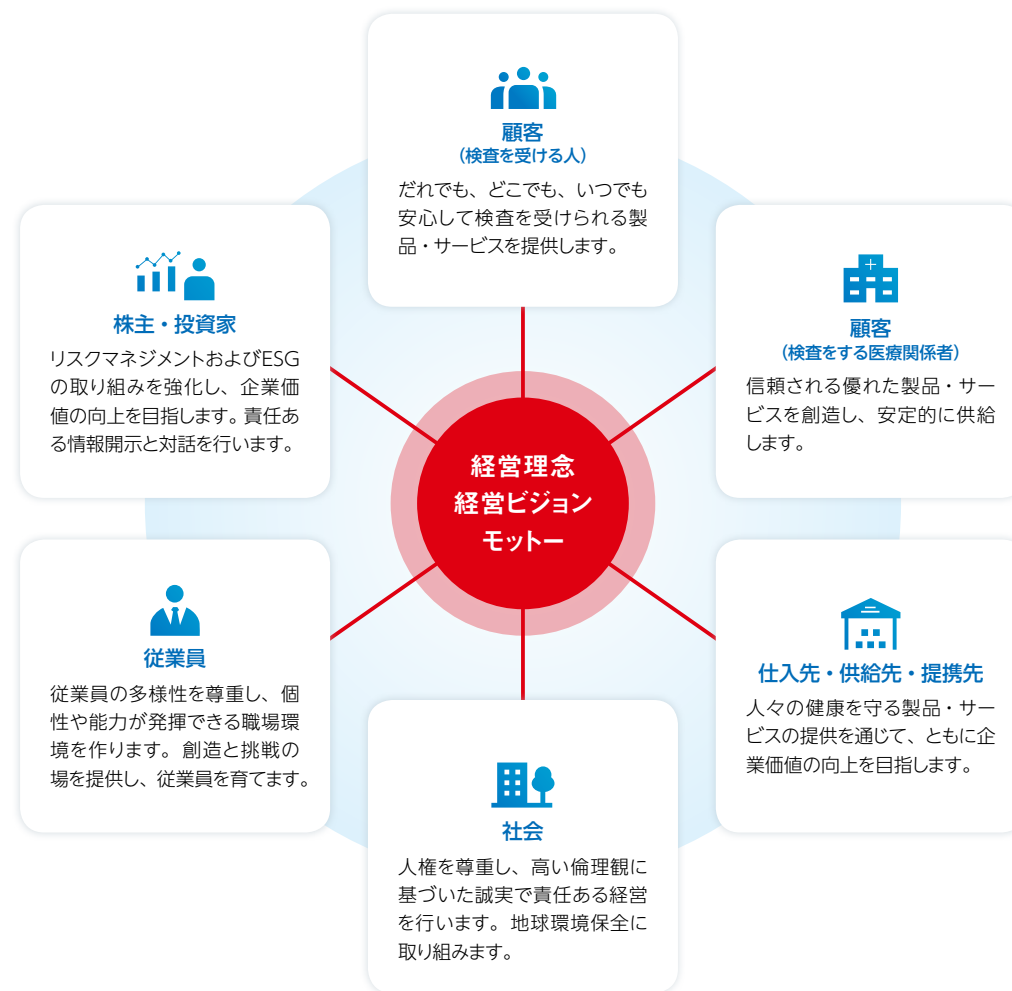 顧客
(検査を受ける人)
だれでも、どこでも、いつでも
安心して検査を受けられる製
品・サービスを提供します。
株主・投資家
リスクマネジメントおよびESG
の取り組みを強化し、企業価
値の向上を目指します。責任あ
る情報開示と対話を行います。
顧客
(検査をする医療関係者)
信頼される優れた製品・サー
ビスを創造し、安定的に供給
します。
経営理念
経営ビジョン
モットー
従業員
従業員の多様性を尊重し、個
性や能力が発揮できる職場環
境を作ります。創造と挑戦の
場を提供し、従業員を育てます。
仕入先・供給先・提携先
人々の健康を守る製品・サー
ビスの提供を通じて、ともに企
業価値の向上を目指します。
社会
人権を尊重し、高い倫理観に
基づいた誠実で責任ある経営
を行います。地球環境保全に
取り組みます。